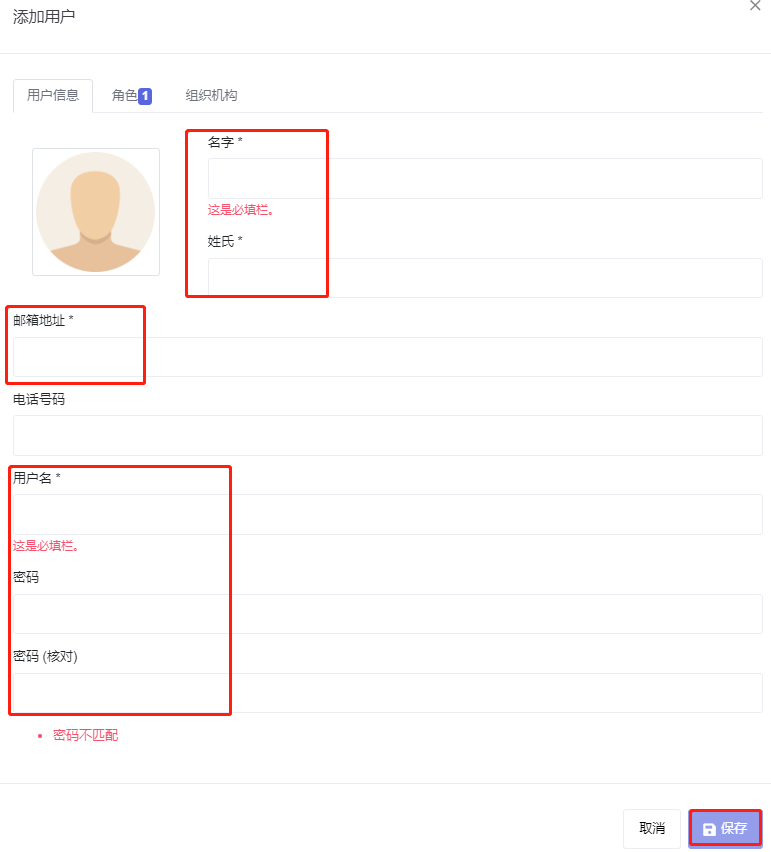 添加用户
用户信息 角色1 组织机构
名字 *
这是必填栏。
姓氏 *
邮箱地址 *
电话号码
用户名 *
这是必填栏。
密码
密码 (核对)
密码不匹配
取消 保存